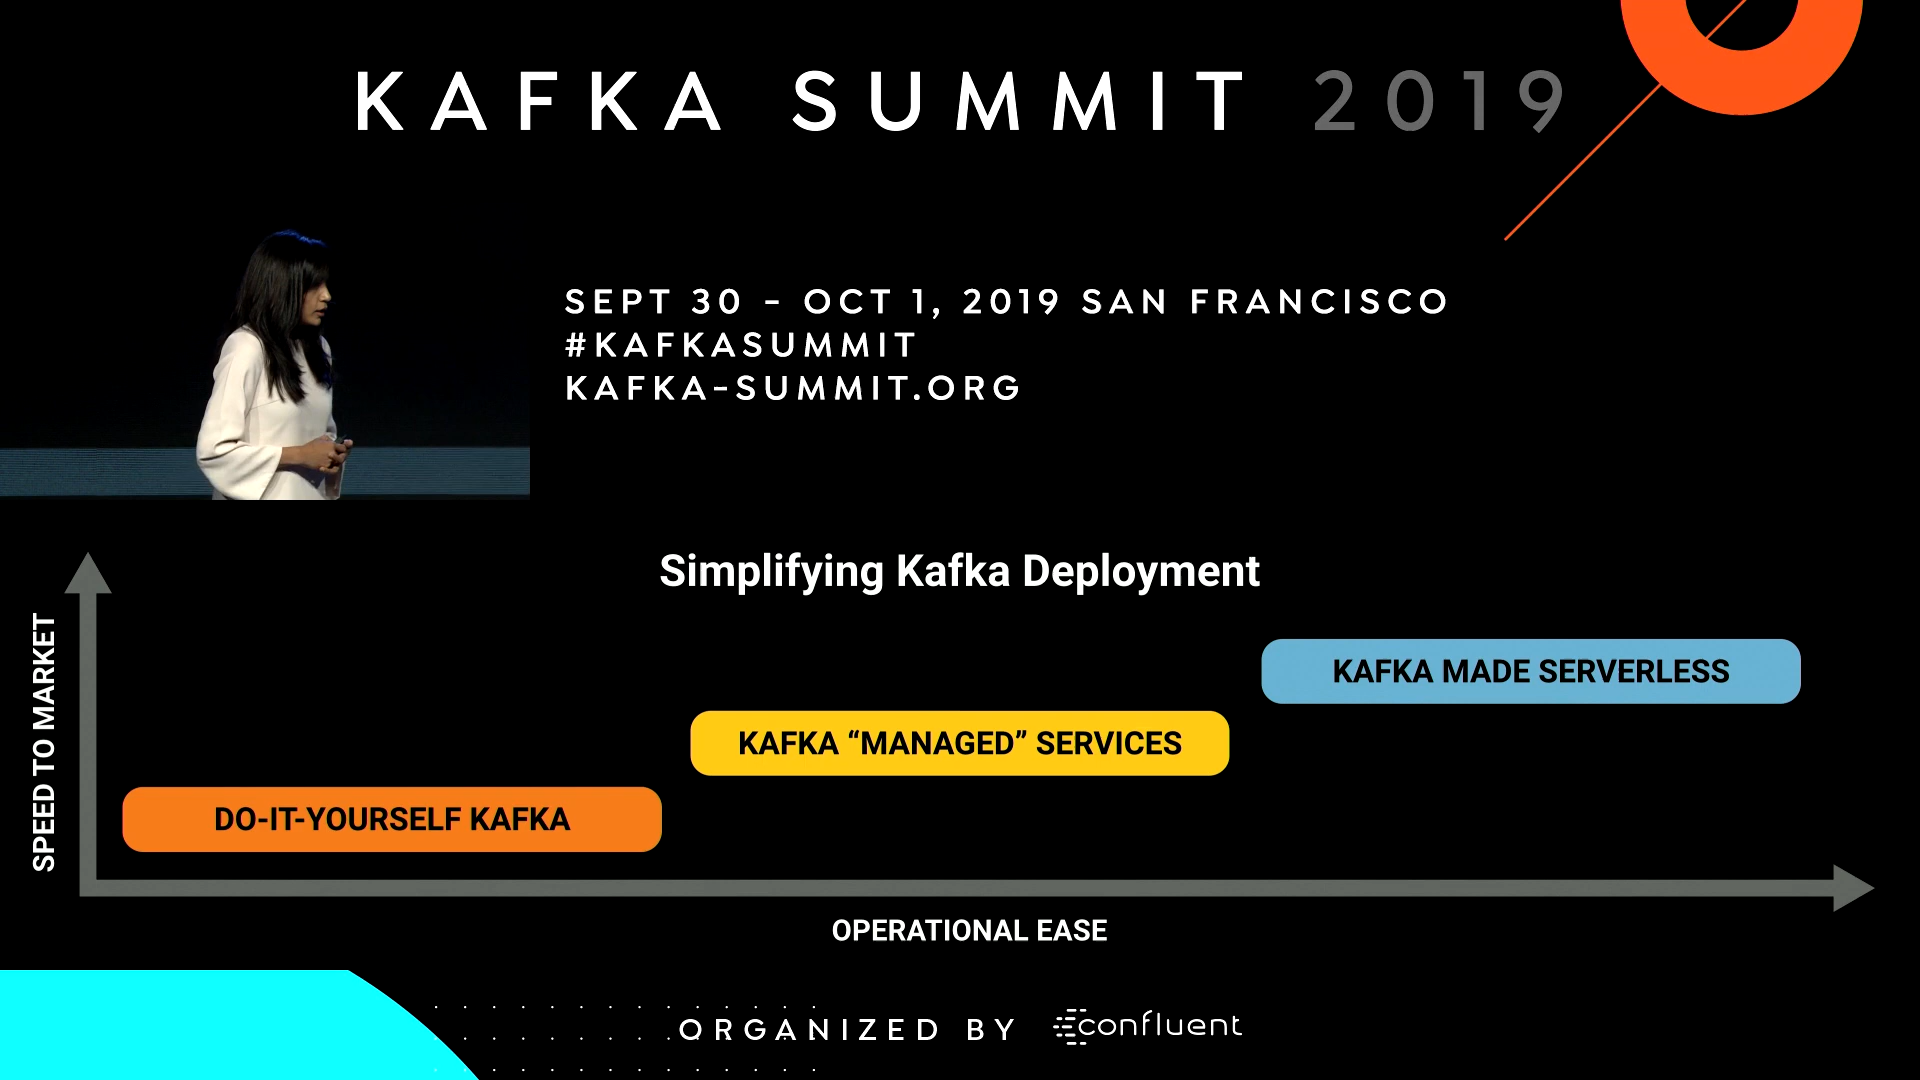 KAFKA SUMMIT 2019
SEPT 30 - OCT 1, 2019 SAN FRANCISCO
#KAFKASUMMIT
KAFKA-SUMMIT.ORG
Simplifying Kafka Deployment
SPEED TO MARKET
KAFKA MADE SERVERLESS
KAFKA “MANAGED” SERVICES
DO-IT-YOURSELF KAFKA
OPERATIONAL EASE
ORGANIZED BY confluent